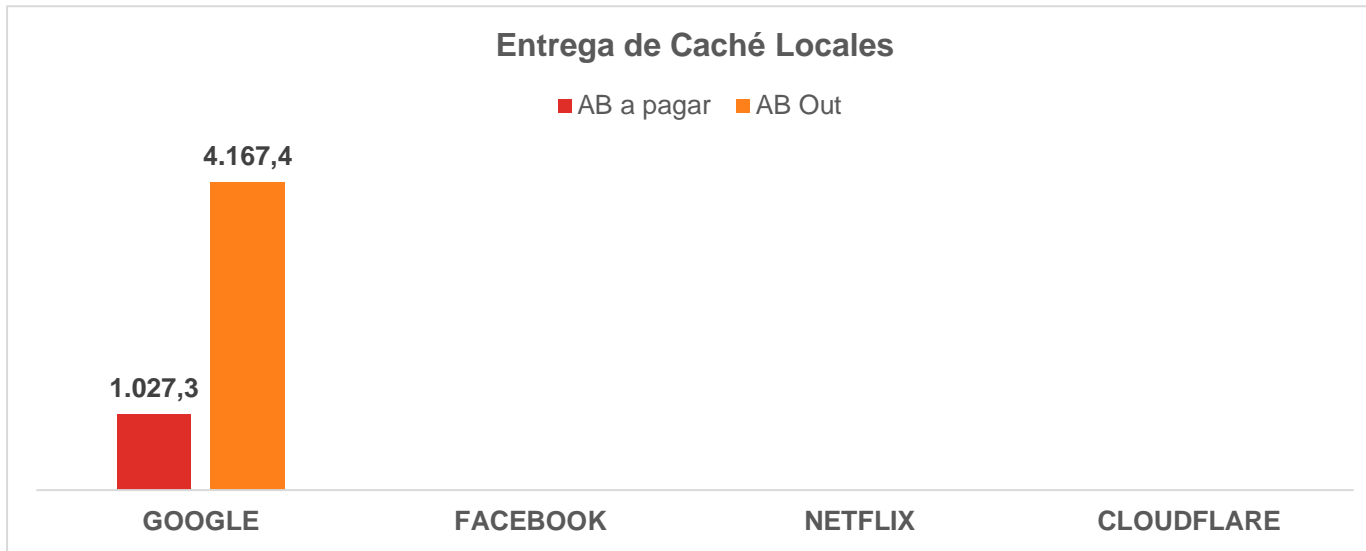 Entrega de Caché Locales
AB a pagar AB Out
4.167,4
1.027,3
GOOGLE FACEBOOK NETFLIX CLOUDFLARE